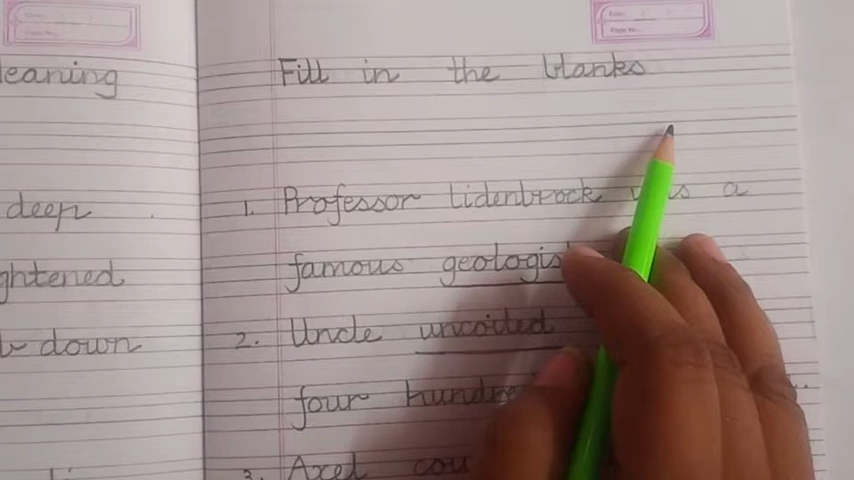 leaning
deep
ghtened
down
Fill in the blanks
1. Professor Lidenbrock was a
famous geologist
2. Uncle uncoiled
four hundre
3. Axel cou